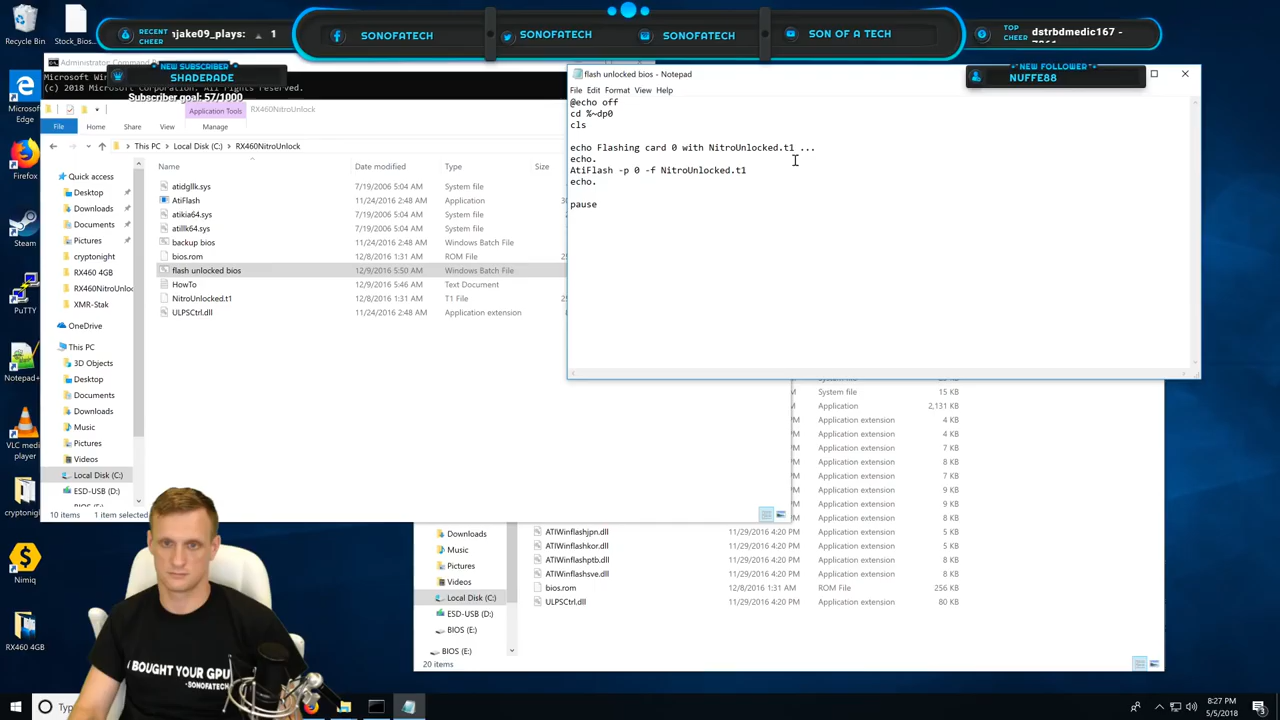 Recycle Bin
Stock_Bios...
RECENT CHEER
njake09_plays: 1
SONOFATECH
SONOFATECH
SONOFATECH
SON OF A TECH
TOP CHEER
dstrbdmedic167 -
Administrator: Command
Microsoft Win
(c) 2018 Microsoft Corporation. All rights reserved.
NEW SUBSCRIBER
SHADERADE
Subscriber goal: 57/1000
NEW FOLLOWER
NUFFE88
Application Tools
RX460NitroUnlock
File
Home
Share
View
Manage
This PC
Local Disk (C:)
RX460NitroUnlock
Name
Date modified
Type
Quick access
Desktop
Downloads
Documents
Pictures
cryptonight
RX460 4GB
RX460NitroUnloc
XMR-Stak
OneDrive
This PC
3D Objects
Desktop
Documents
Downloads
Music
Pictures
Videos
Local Disk (C:)
ESD-USB (D:)
atidgllk.sys 7/19/2006 5:04 AM System file
AtiFlash 11/24/2016 2:48 AM Application
atikia64.sys 7/19/2006 5:04 AM System file
atillk64.sys 7/19/2006 5:04 AM System file
backup bios 11/24/2016 2:48 AM Windows Batch File
bios.rom 12/8/2016 1:31 AM ROM File
flash unlocked bios 12/9/2016 5:50 AM Windows Batch File
HowTo 12/9/2016 5:46 AM Text Document
NitroUnlocked.t1 12/8/2016 1:31 AM T1 File
ULPSCtrl.dll 11/24/2016 2:48 AM Application extension
10 items 1 item selected
flash unlocked bios - Notepad
File Edit Format View Help
@echo off
cd %~dp0
cls
echo Flashing card 0 with NitroUnlocked.t1 ...
echo.
AtiFlash -p 0 -f NitroUnlocked.t1
echo.
pause
System file 15 KB
Application 2,131 KB
Application extension 4 KB
Application extension 4 KB
Application extension 7 KB
Application extension 8 KB
Application extension 7 KB
Application extension 9 KB
Application extension 9 KB
Application extension 8 KB
Downloads
Music
Pictures
Videos
Local Disk (C:)
ESD-USB (D:)
BIOS (E:)
BIOS (E:)
ATIWinflashjpn.dll 11/29/2016 4:20 PM Application extension 5 KB
ATIWinflashkor.dll 11/29/2016 4:20 PM Application extension 5 KB
ATIWinflashptb.dll 11/29/2016 4:20 PM Application extension 8 KB
ATIWinflashsve.dll 11/29/2016 4:20 PM Application extension 8 KB
bios.rom 12/8/2016 1:31 AM ROM File 256 KB
ULPSCtrl.dll 11/29/2016 4:20 PM Application extension 80 KB
20 items
Microsoft Edge
Firefox
Steam
PuTTY
Notepad+
VLC media player
cryptonigh
Nimiq
RX460 4GB
I BOUGHT YOUR GPU
-SONOFATECH
Typ
8:27 PM
5/5/2018
3